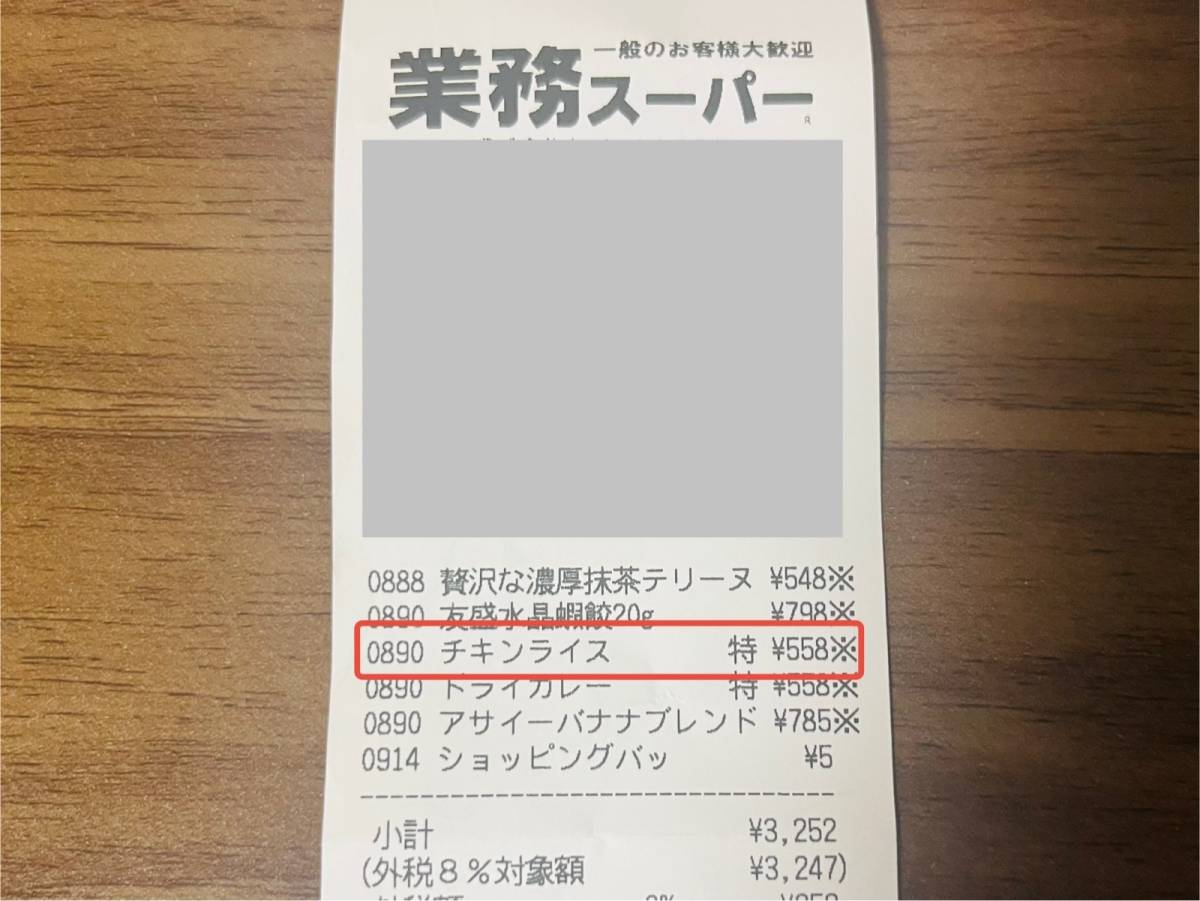 一般のお客様大歓迎
業務スーパー
R
0888 贅沢な濃厚抹茶テリーヌ ¥548※
0890 友盛水晶蝦餃20g ¥798※
0890 チキンライス 特 ¥558※
0890 ドライカレー 特 ¥558※
0890 アサイーバナナブレンド ¥785※
0914 ショッピングバッ ¥5
小計 ¥3,252
(外税8%対象額 ¥3,247)